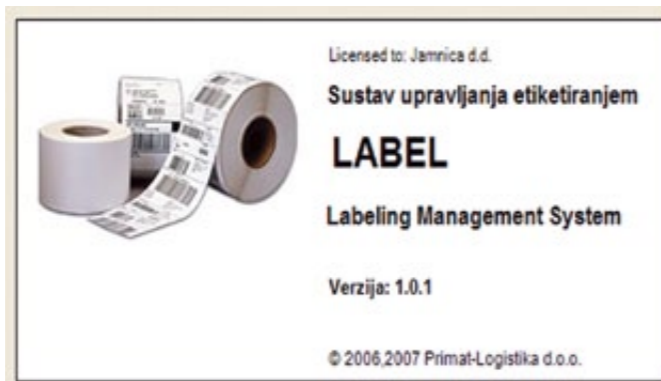 Licensed to: Jamnica d.d.
Sustav upravljanja etiketiranjem
LABEL
Labeling Management System
Verzija: 1.0.1
© 2006,2007 Primat-Logistika d.o.o.